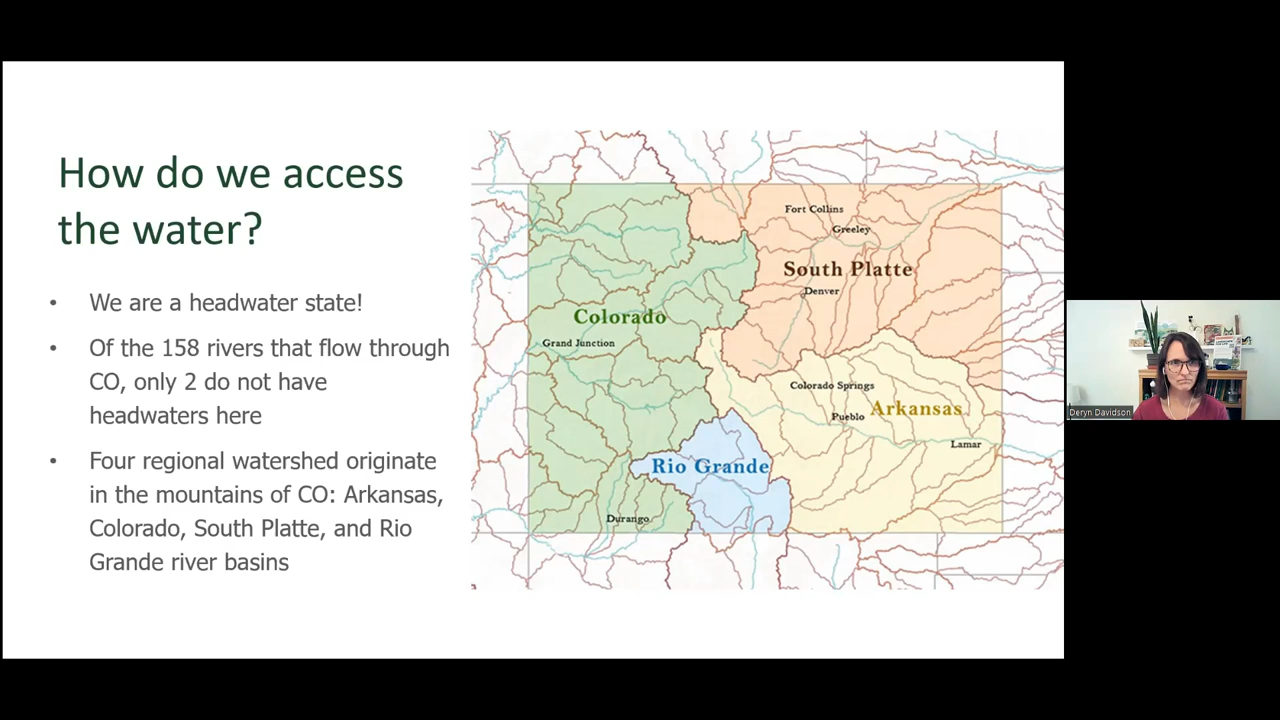 How do we access
the water?
• We are a headwater state!
• Of the 158 rivers that flow through
CO, only 2 do not have
headwaters here
• Four regional watershed originate
in the mountains of CO: Arkansas,
Colorado, South Platte, and Rio
Grande river basins
Fort Collins
Greeley
South Platte
Denver
Colorado
Grand Junction
Colorado Springs
Pueblo
Arkansas
Lamar
Rio Grande
Durango
Deryn Davidson